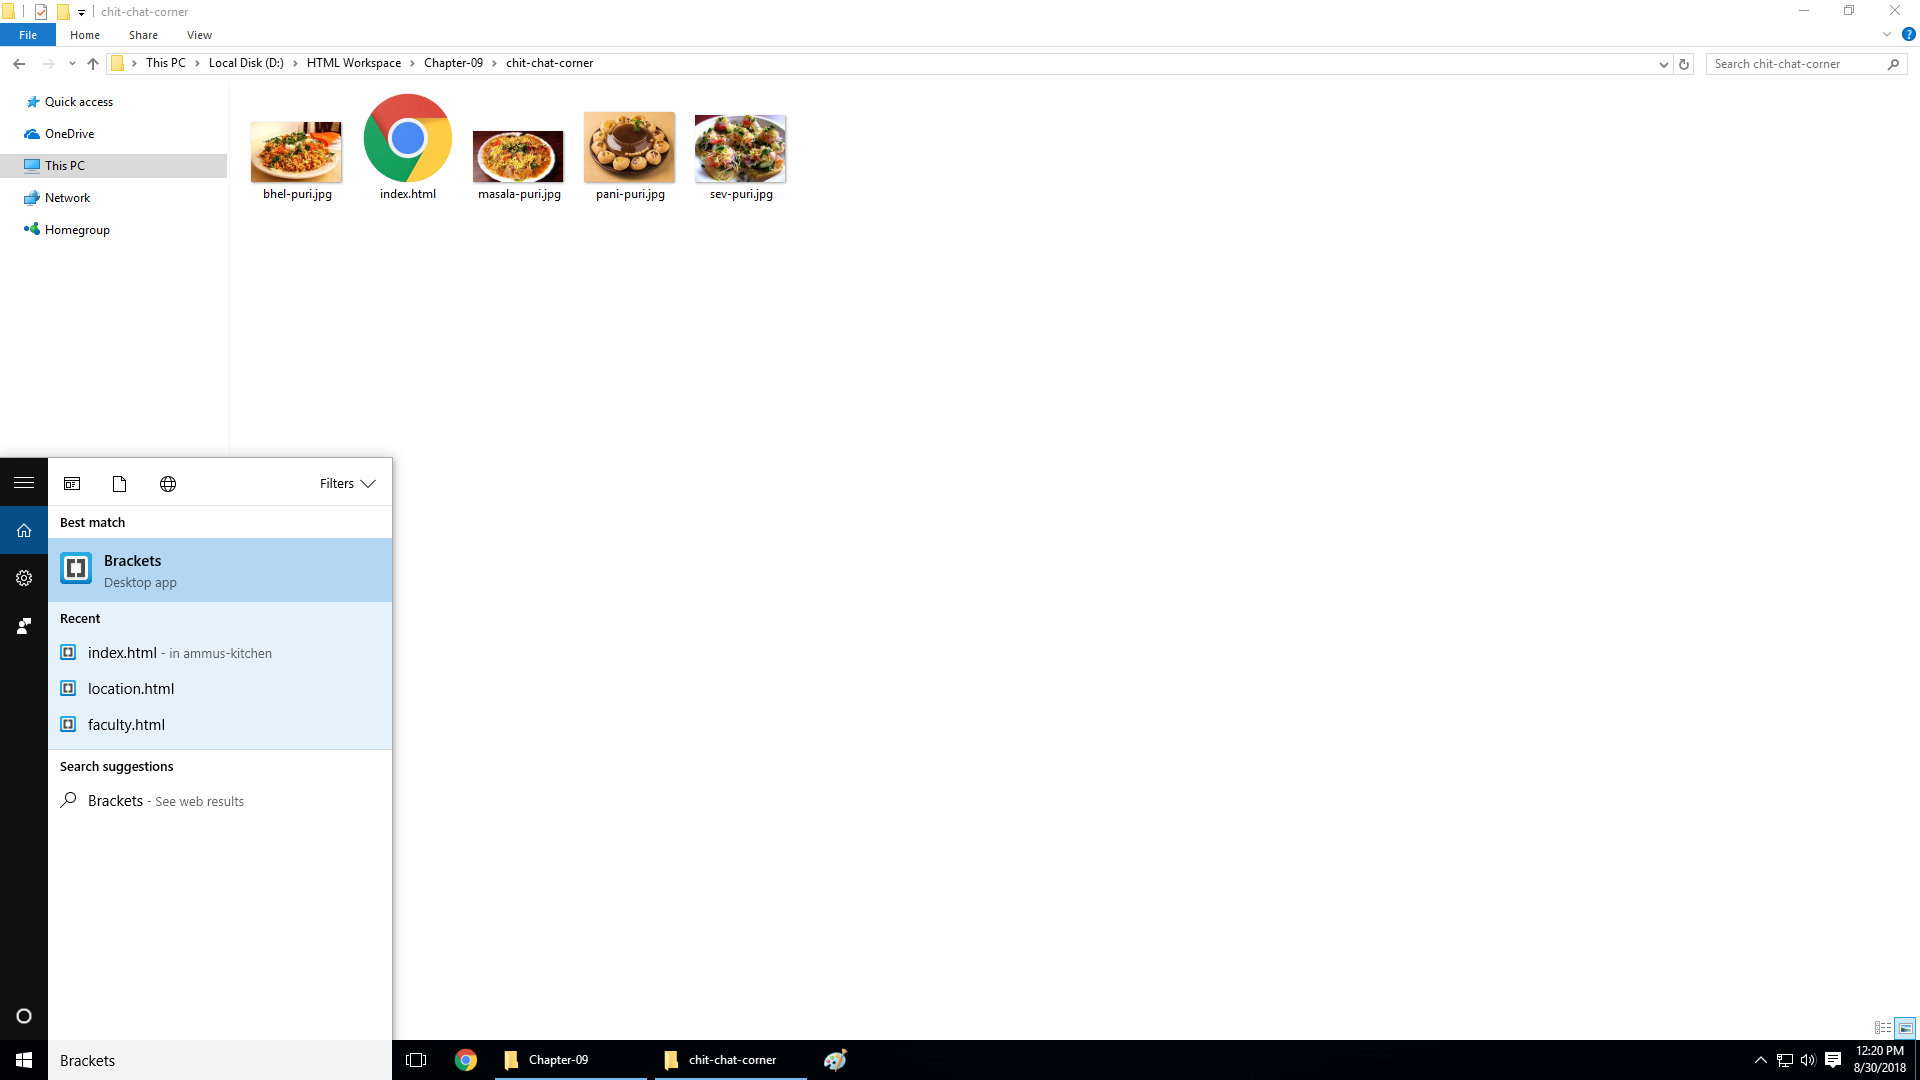 chit-chat-corner
File Home Share View
This PC Local Disk (D:) HTML Workspace Chapter-09 chit-chat-corner
Search chit-chat-corner
Quick access
OneDrive
This PC
Network
Homegroup
bhel-puri.jpg
index.html
masala-puri.jpg
pani-puri.jpg
sev-puri.jpg
Filters
Best match
Brackets
Desktop app
Recent
index.html - in ammus-kitchen
location.html
faculty.html
Search suggestions
Brackets - See web results
Brackets
Chapter-09
chit-chat-corner
12:20 PM
8/30/2018